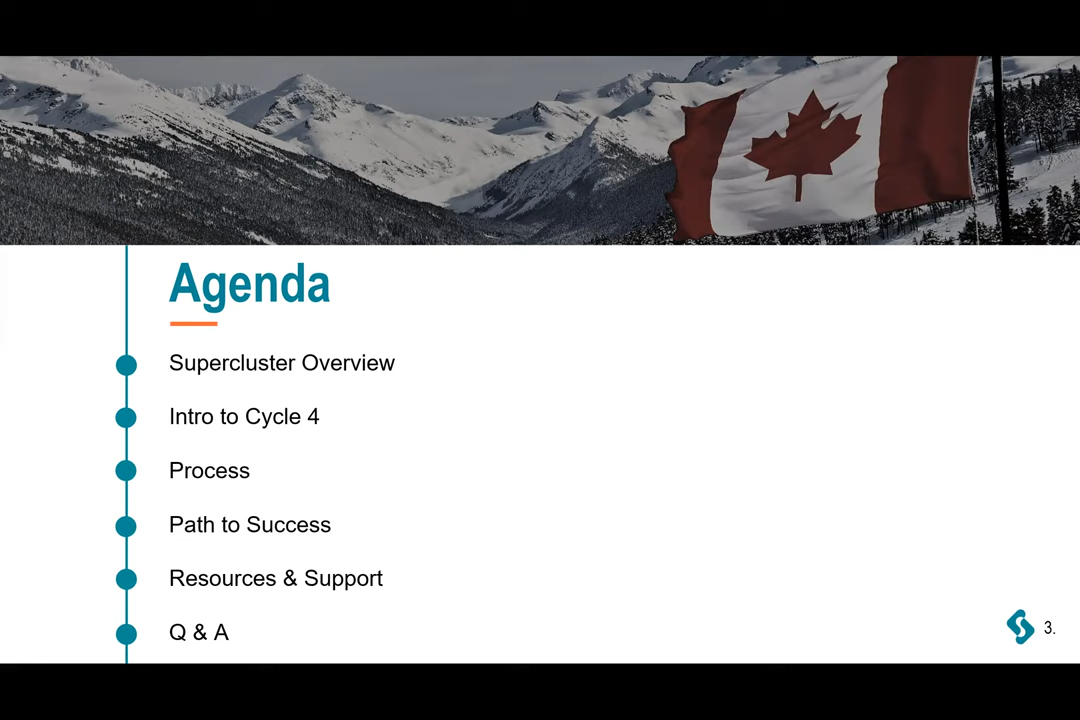 Agenda
Supercluster Overview
Intro to Cycle 4
Process
Path to Success
Resources & Support
Q & A
3.